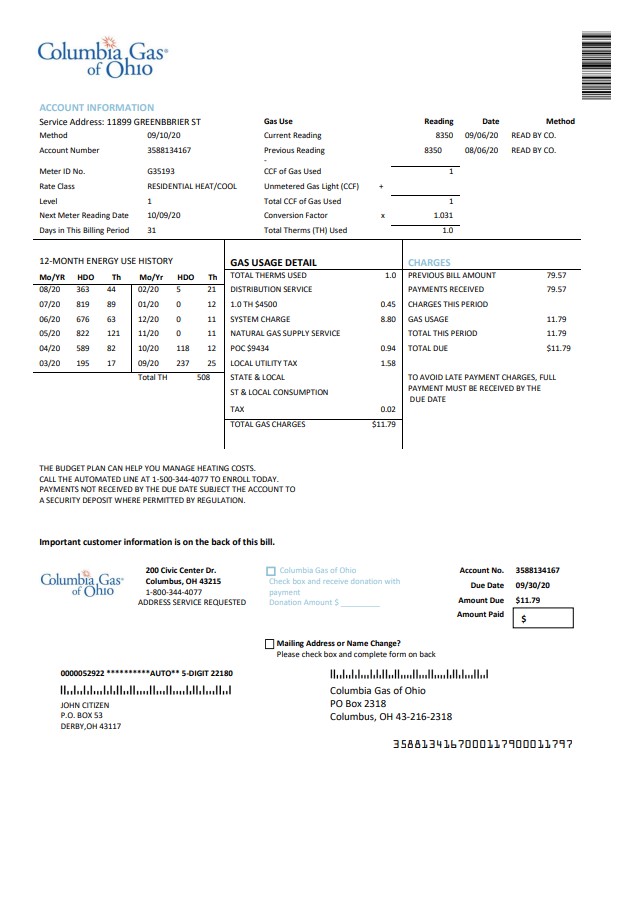 Columbia Gas®
of Ohio
ACCOUNT INFORMATION
Service Address: 11899 GREENBBRIER ST Gas Use Reading Date Method
Method 09/10/20 Current Reading 8350 09/06/20 READ BY CO.
Account Number 3588134167 Previous Reading 8350 08/06/20 READ BY CO.
-
Meter ID No. G35193 CCF of Gas Used 1
Rate Class RESIDENTIAL HEAT/COOL Unmetered Gas Light (CCF) +
Level 1 Total CCF of Gas Used 1
Next Meter Reading Date 10/09/20 Conversion Factor x 1.031
Days in This Billing Period 31 Total Therms (TH) Used 1.0
12-MONTH ENERGY USE HISTORY
Mo/YR HDO Th Mo/Yr HDO Th
08/20 363 44 02/20 5 21
07/20 819 89 01/20 0 12
06/20 676 63 12/20 0 11
05/20 822 121 11/20 0 11
04/20 589 82 10/20 118 12
03/20 195 17 09/20 237 25
Total TH 508
GAS USAGE DETAIL
TOTAL THERMS USED 1.0
DISTRIBUTION SERVICE
1.0 TH $4500 0.45
SYSTEM CHARGE 8.80
NATURAL GAS SUPPLY SERVICE
POC $9434 0.94
LOCAL UTILITY TAX 1.58
STATE & LOCAL
ST & LOCAL CONSUMPTION
TAX 0.02
TOTAL GAS CHARGES $11.79
CHARGES
PREVIOUS BILL AMOUNT 79.57
PAYMENTS RECEIVED 79.57
CHARGES THIS PERIOD
GAS USAGE 11.79
TOTAL THIS PERIOD 11.79
TOTAL DUE $11.79
TO AVOID LATE PAYMENT CHARGES, FULL
PAYMENT MUST BE RECEIVED BY THE
DUE DATE
THE BUDGET PLAN CAN HELP YOU MANAGE HEATING COSTS.
CALL THE AUTOMATED LINE AT 1-500-344-4077 TO ENROLL TODAY.
PAYMENTS NOT RECEIVED BY THE DUE DATE SUBJECT THE ACCOUNT TO
A SECURITY DEPOSIT WHERE PERMITTED BY REGULATION.
Important customer information is on the back of this bill.
Columbia Gas®
of Ohio
200 Civic Center Dr.
Columbus, OH 43215
1-800-344-4077
ADDRESS SERVICE REQUESTED
Columbia Gas of Ohio
Check box and receive donation with
payment
Donation Amount $ _________
Account No. 3588134167
Due Date 09/30/20
Amount Due $11.79
Amount Paid $
Mailing Address or Name Change?
Please check box and complete form on back
0000052922 **********AUTO** 5-DIGIT 22180
JOHN CITIZEN
P.O. BOX 53
DERBY,OH 43117
Columbia Gas of Ohio
PO Box 2318
Columbus, OH 43-216-2318
3588134167000117900011797